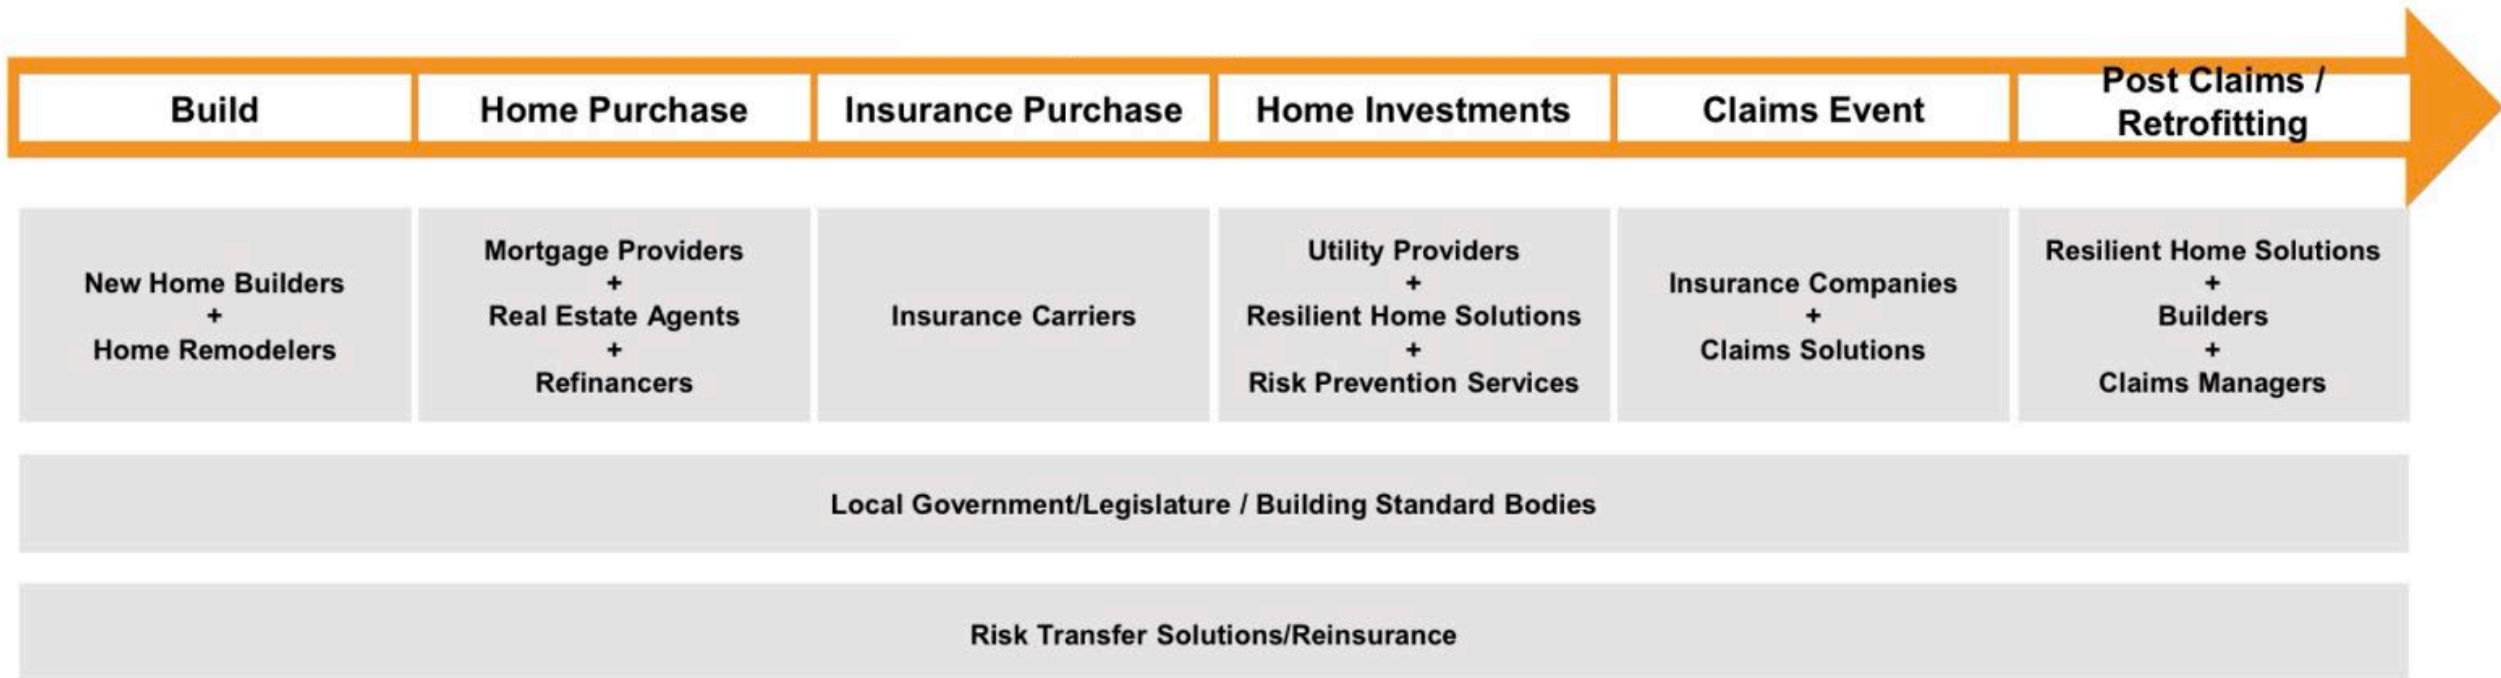 Build
Home Purchase
Insurance Purchase
Home Investments
Claims Event
Post Claims /
Retrofitting
New Home Builders
+
Home Remodelers
Mortgage Providers
+
Real Estate Agents
+
Refinancers
Insurance Carriers
Utility Providers
+
Resilient Home Solutions
+
Risk Prevention Services
Insurance Companies
+
Claims Solutions
Resilient Home Solutions
+
Builders
+
Claims Managers
Local Government/Legislature / Building Standard Bodies
Risk Transfer Solutions/Reinsurance